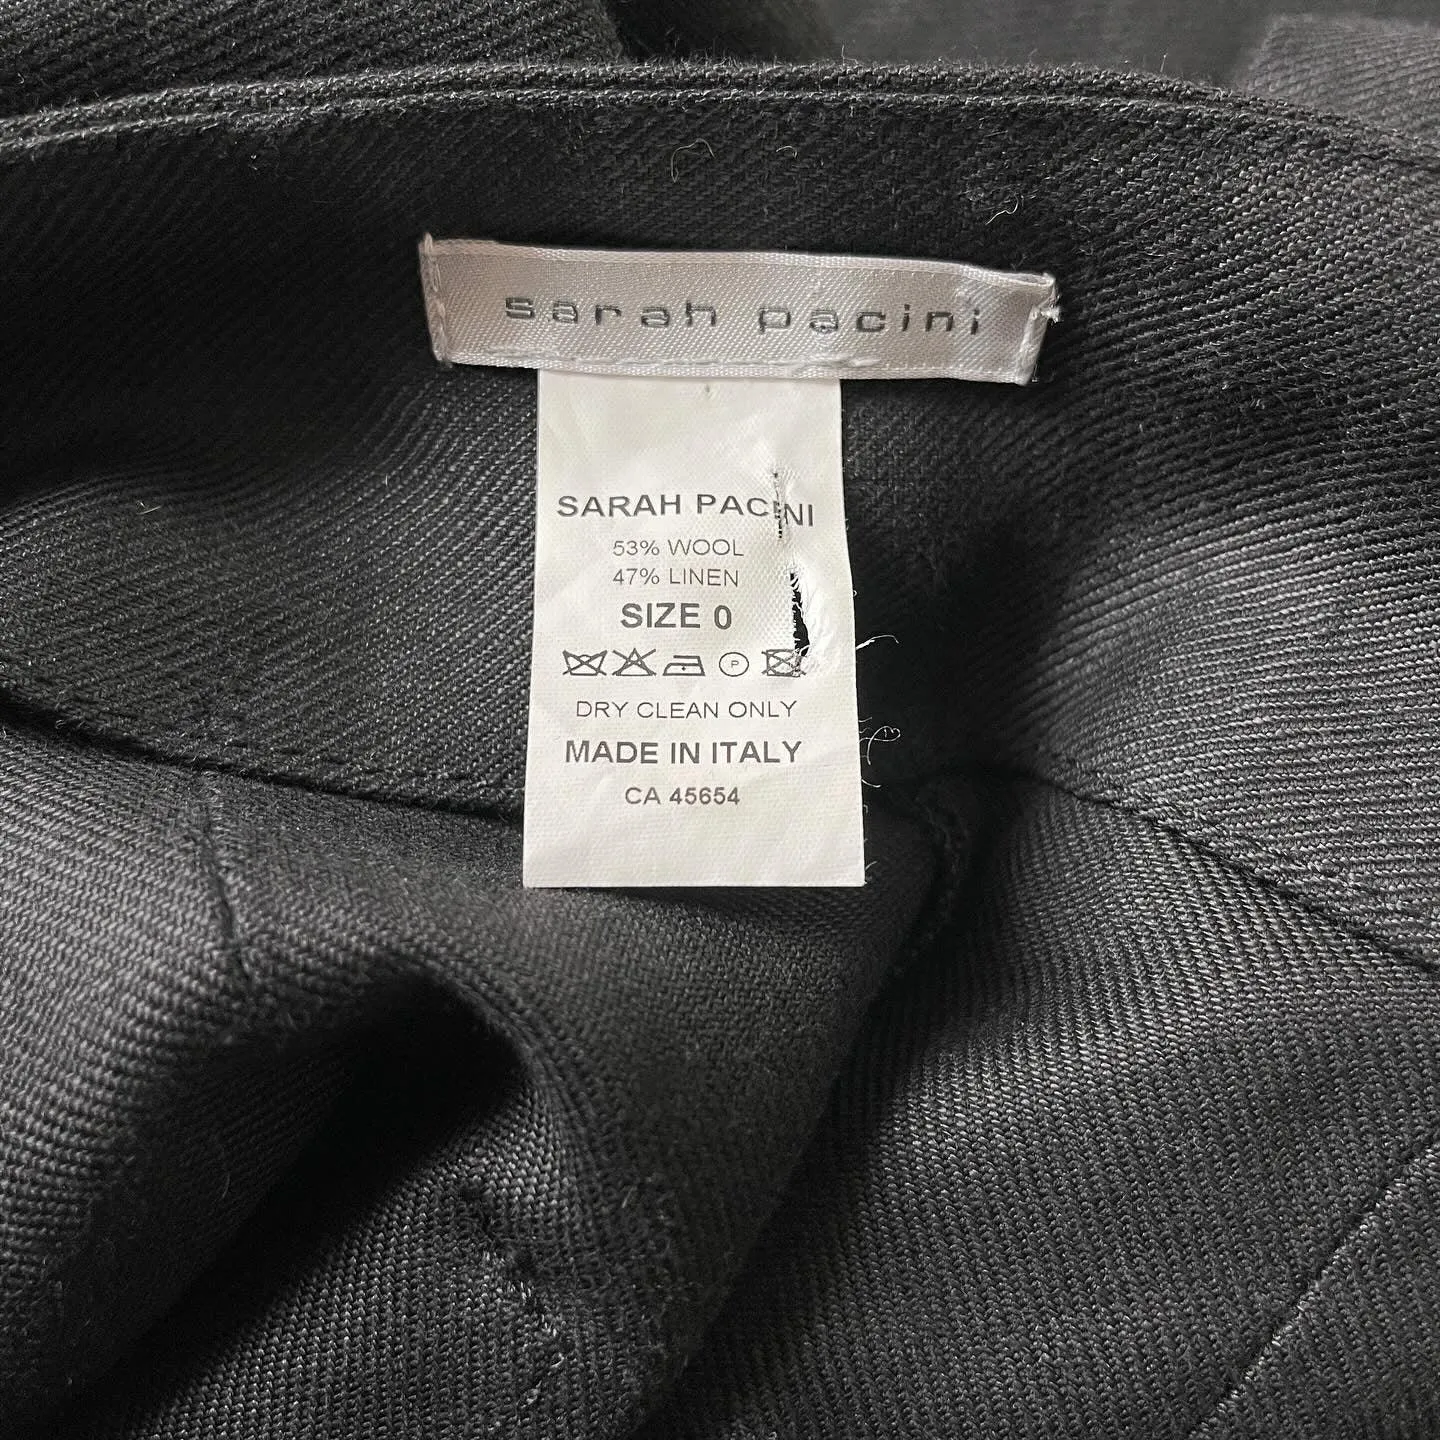 sarah pacini
SARAH PACINI
53% WOOL
47% LINEN
SIZE 0
P
DRY CLEAN ONLY
MADE IN ITALY
CA 45654